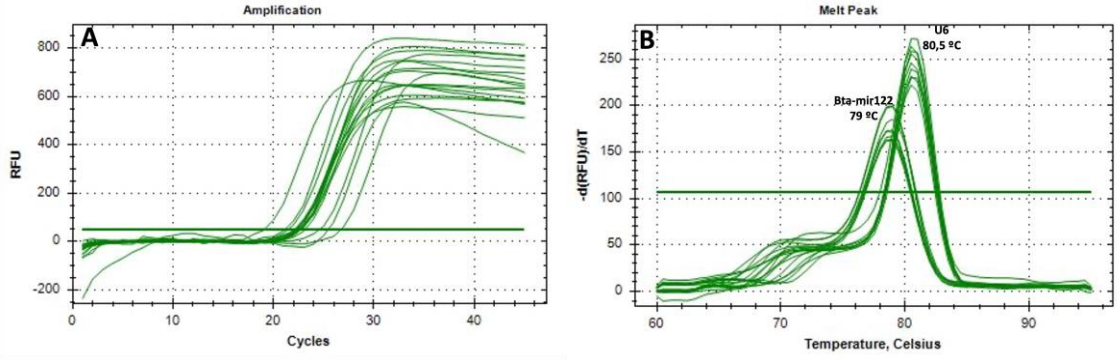 Amplification
A
RFU
800
600
400
200
0
-200
0 10 20 30 40
Cycles
Melt Peak
B
U6
80,5 ºC
Bta-mir122
79 ºC
-d(RFU)/dT
250
200
150
100
50
0
60 70 80 90
Temperature, Celsius